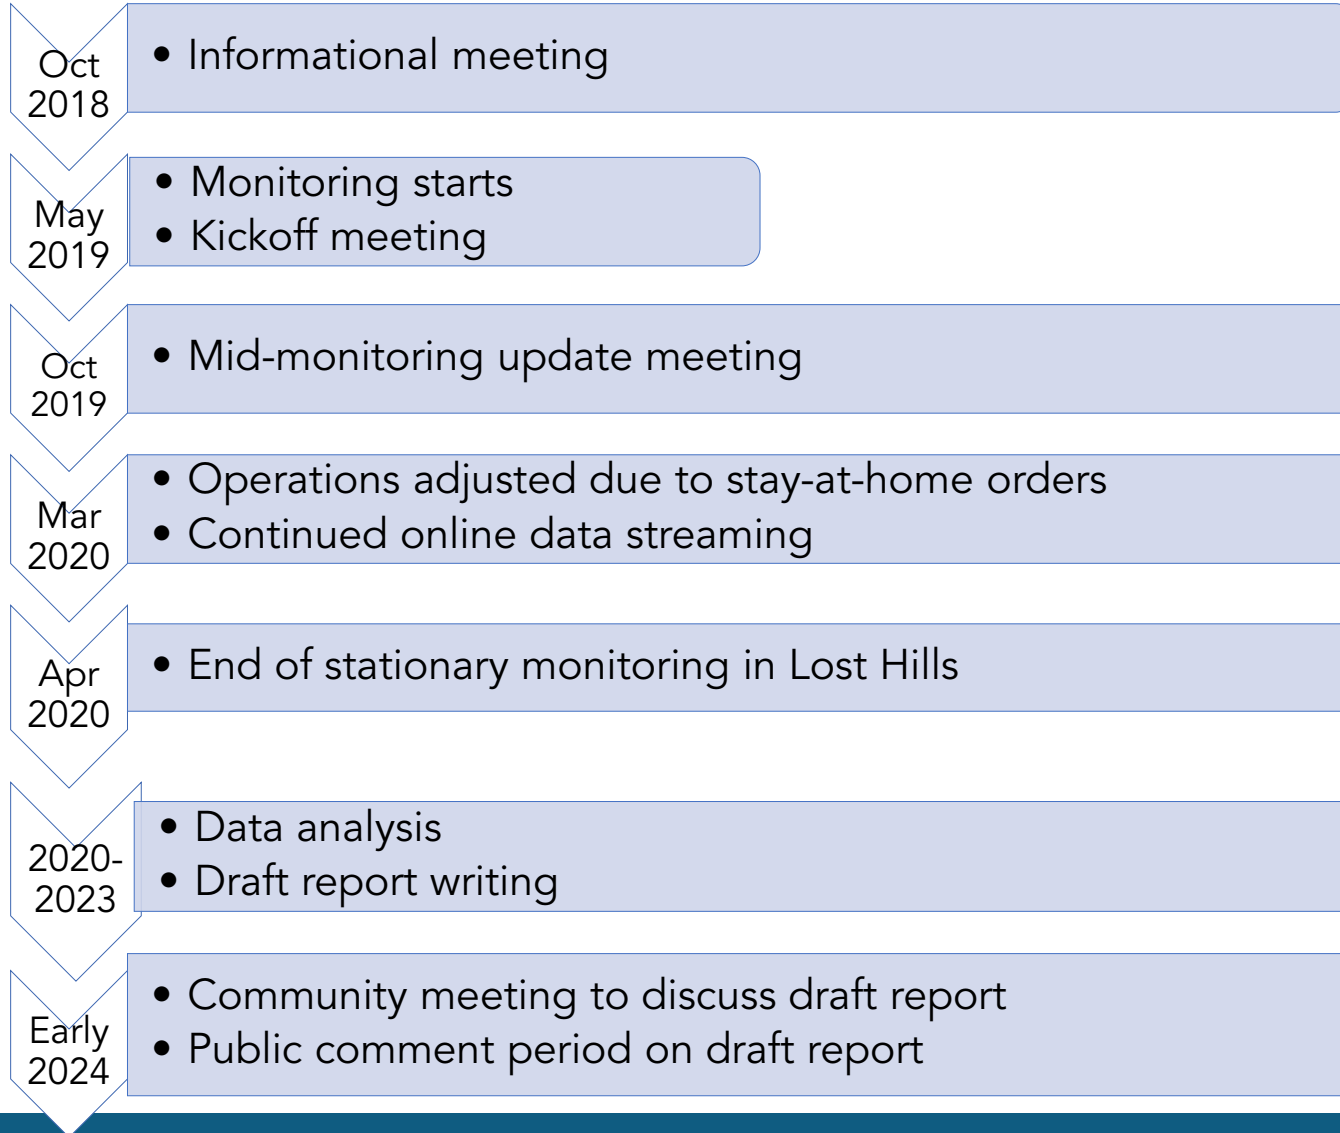 Oct
2018
• Informational meeting
May
2019
• Monitoring starts
• Kickoff meeting
Oct
2019
• Mid-monitoring update meeting
Mar
2020
• Operations adjusted due to stay-at-home orders
• Continued online data streaming
Apr
2020
• End of stationary monitoring in Lost Hills
2020-
2023
• Data analysis
• Draft report writing
Early
2024
• Community meeting to discuss draft report
• Public comment period on draft report